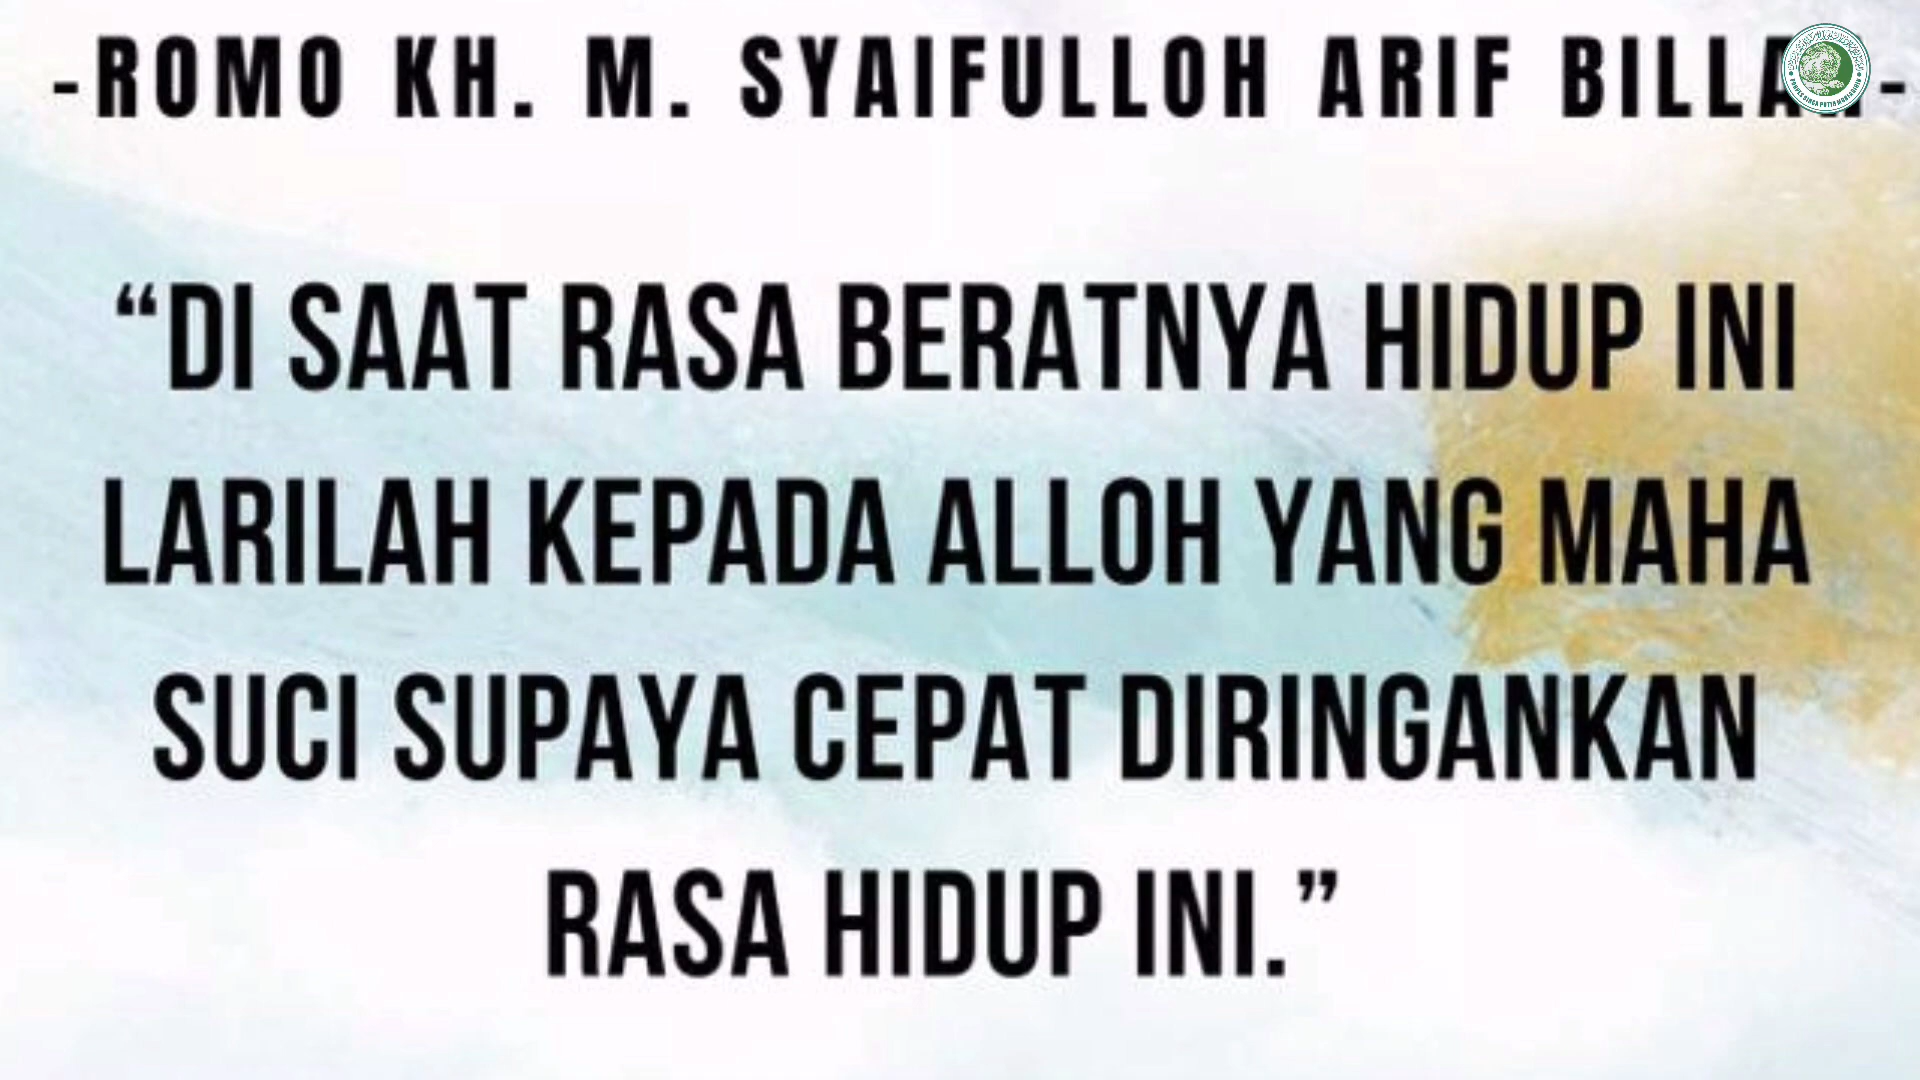 -ROMO KH. M. SYAIFULLOH ARIF BILLAH-
“DI SAAT RASA BERATNYA HIDUP INI
LARILAH KEPADA ALLOH YANG MAHA
SUCI SUPAYA CEPAT DIRINGANKAN
RASA HIDUP INI.”